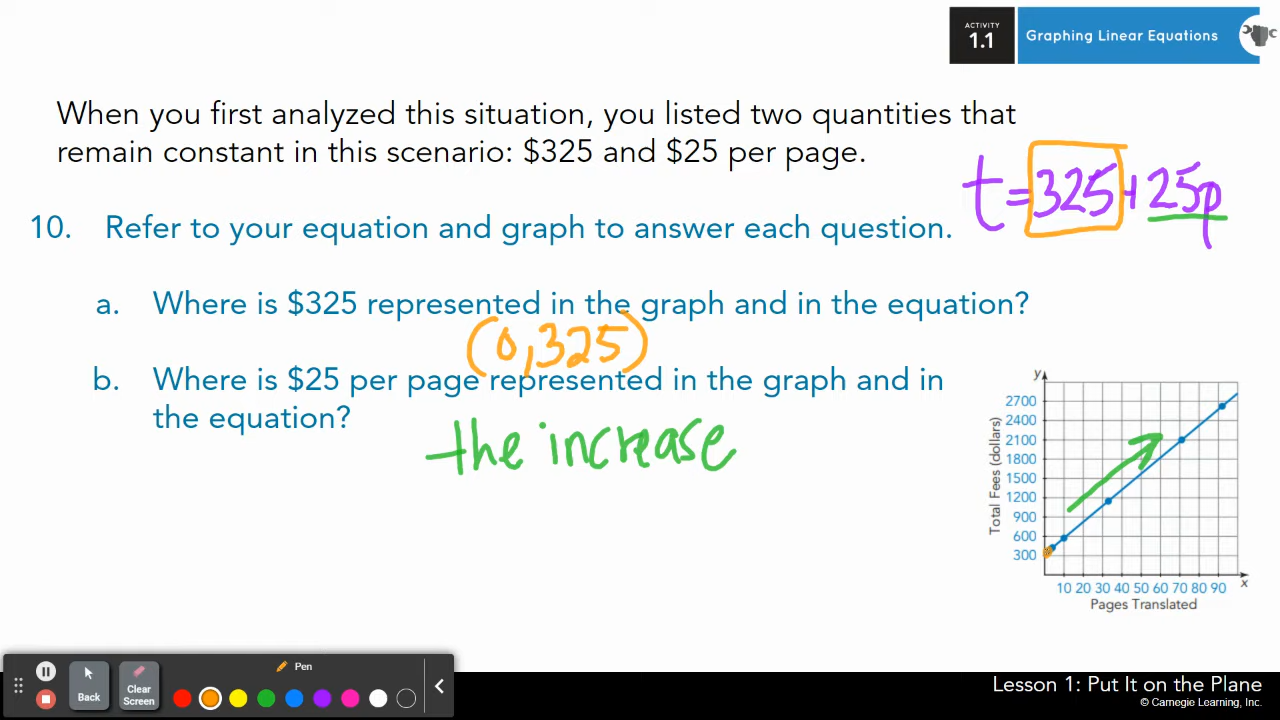 ACTIVITY
1.1
Graphing Linear Equations
When you first analyzed this situation, you listed two quantities that
remain constant in this scenario: $325 and $25 per page.
t=325+25p
10. Refer to your equation and graph to answer each question.
a. Where is $325 represented in the graph and in the equation?
(0,325)
b. Where is $25 per page represented in the graph and in
the equation?
the increase
y
2700
2400
2100
1800
1500
1200
900
600
300
Total Fees (dollars)
10 20 30 40 50 60 70 80 90 x
Pages Translated
Pen
Back
Clear
Screen
Lesson 1: Put It on the Plane
© Carnegie Learning, Inc.